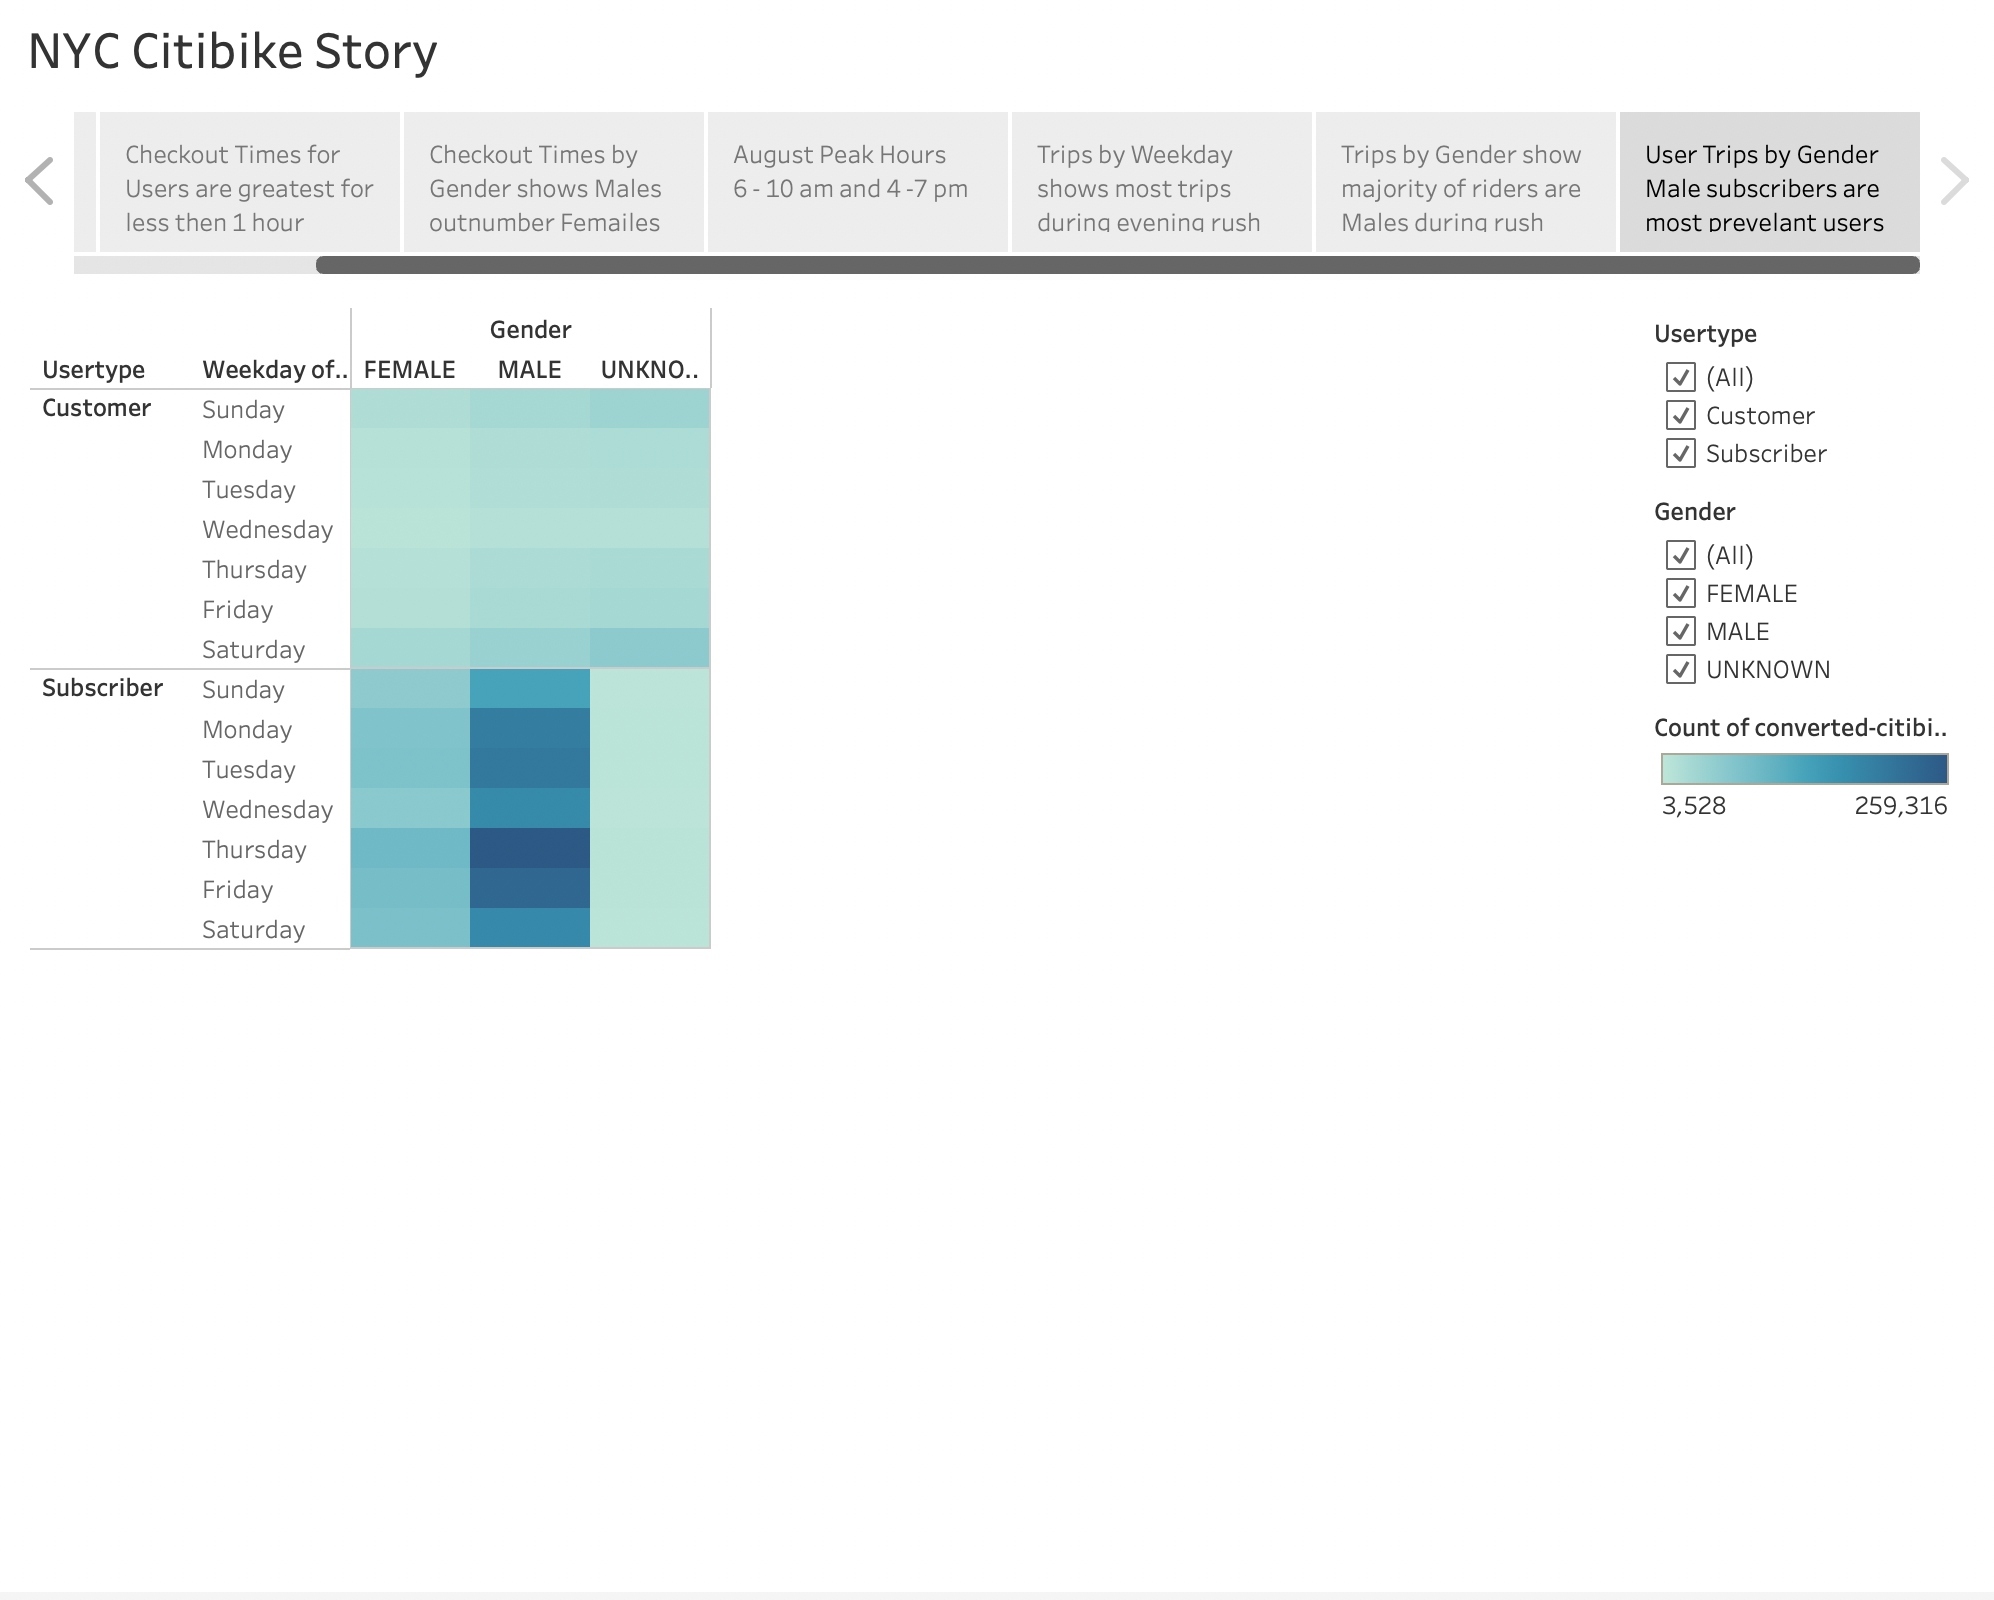 NYC Citibike Story
Checkout Times for
Users are greatest for
less then 1 hour
Checkout Times by
Gender shows Males
outnumber Femailes
August Peak Hours
6 - 10 am and 4 -7 pm
Trips by Weekday
shows most trips
during evening rush
Trips by Gender show
majority of riders are
Males during rush
User Trips by Gender
Male subscribers are
most prevelant users
Gender
Usertype Weekday of.. FEMALE MALE UNKNO..
Customer Sunday
Monday
Tuesday
Wednesday
Thursday
Friday
Saturday
Subscriber Sunday
Monday
Tuesday
Wednesday
Thursday
Friday
Saturday
Usertype
(All)
Customer
Subscriber
Gender
(All)
FEMALE
MALE
UNKNOWN
Count of converted-citibi..
3,528 259,316